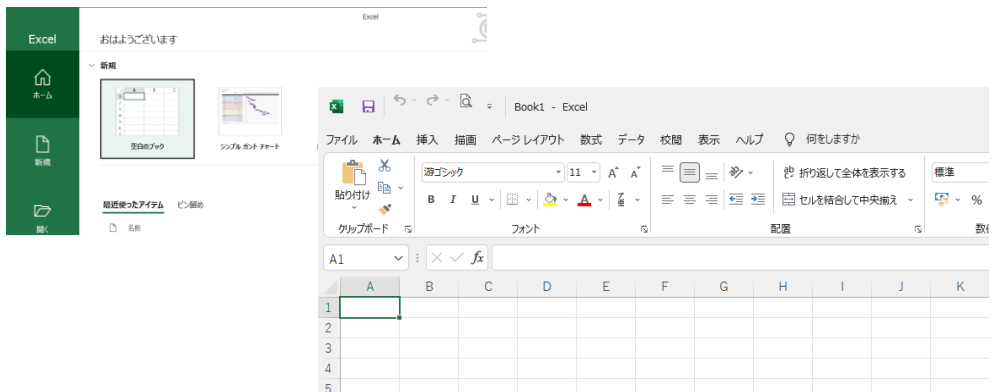 Excel
Excel
おはようございます
新規
ホーム
新規
開く
A B C
空白のブック
シンプル ガント チャート
最近使ったアイテム ピン留め
名前
Book1 - Excel
ファイル ホーム 挿入 描画 ページ レイアウト 数式 データ 校閲 表示 ヘルプ 何をしますか
貼り付け
游ゴシック 11 A A
折り返して全体を表示する
標準
B I U A
セルを結合して中央揃え
%
クリップボード フォント 配置
A1 fx
A B C D E F G H I J K
1
2
3
4
5